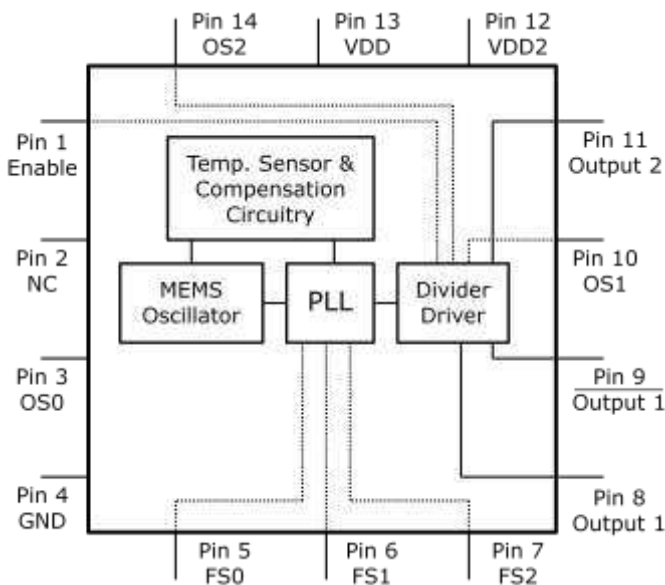 Pin 14
OS2
Pin 13
VDD
Pin 12
VDD2
Pin 1
Enable
Pin 11
Output 2
Temp. Sensor &
Compensation
Circuitry
Pin 2
NC
Pin 10
OS1
MEMS
Oscillator
PLL
Divider
Driver
Pin 3
OS0
Pin 9
Output 1
Pin 4
GND
Pin 8
Output 1
Pin 5
FS0
Pin 6
FS1
Pin 7
FS2